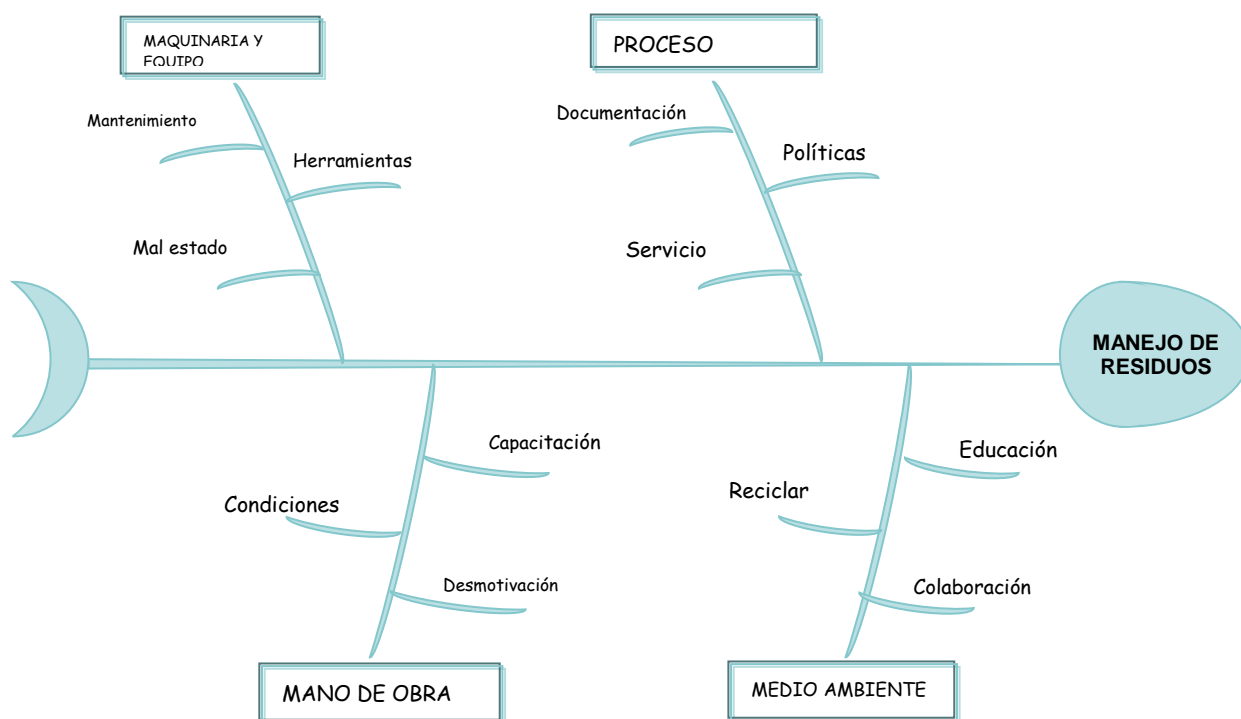 MAQUINARIA Y
EQUIPO
PROCESO
Mantenimiento
Herramientas
Mal estado
Documentación
Políticas
Servicio
MANEJO DE
RESIDUOS
Capacitación
Condiciones
Desmotivación
Educación
Reciclar
Colaboración
MANO DE OBRA
MEDIO AMBIENTE